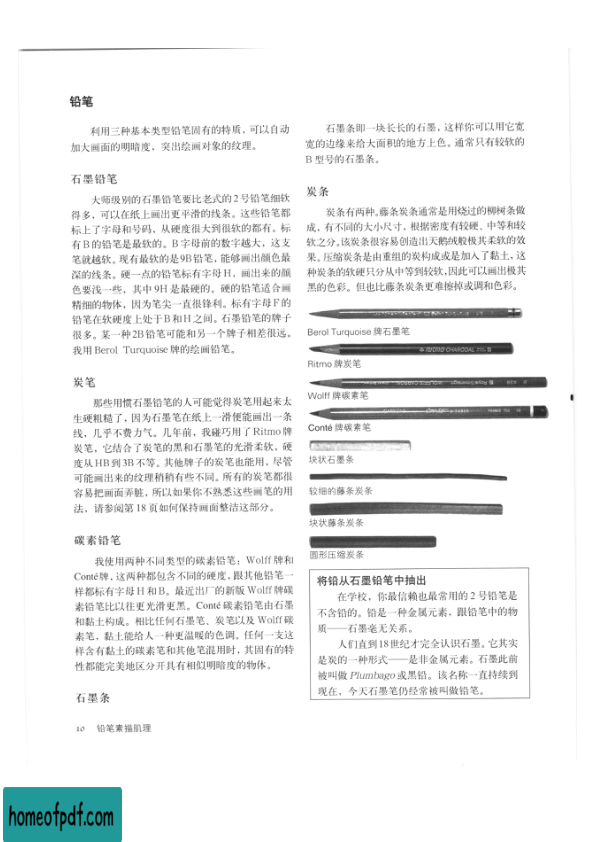 铅笔
利用三种基本类型铅笔固有的特质，可以自动
加大画面的明暗度，突出绘画对象的纹理。
石墨铅笔
大师级别的石墨铅笔要比老式的2号铅笔细软
得多，可以在纸上画出更平滑的线条。这些铅笔都
标上了字母和号码，从硬度很大到很软的都有。标
有B的铅笔是最软的。B字母前的数字越大，这支
笔就越软。现有最软的是9B铅笔，能够画出颜色最
深的线条。硬一点的铅笔标有字母H，画出来的颜
色要浅一些，其中9H是最硬的。硬的铅笔适合画
精细的物体，因为笔尖一直很锋利。标有字母F的
铅笔在软硬度上处于B和H之间。石墨铅笔的牌子
很多。某一种2B铅笔可能和另一个牌子相差很远。
我用Berol Turquoise牌的绘画铅笔。
炭笔
那些用惯石墨铅笔的人可能觉得炭笔用起来太
生硬粗糙了，因为石墨笔在纸上一滑便能画出一条
线，几乎不费力气。几年前，我碰巧用了Ritmo牌
炭笔，它结合了炭笔的黑和石墨笔的光滑柔软，硬
度从HB到3B不等。其他牌子的炭笔也能用，尽管
可能画出来的纹理稍稍有些不同。所有的炭笔都很
容易把画面弄脏，所以如果你不熟悉这些画笔的用
法，请参阅第18页如何保持画面整洁这部分。
碳素铅笔
我使用两种不同类型的碳素铅笔：Wolff牌和
Conté牌，这两种都包含不同的硬度，跟其他铅笔一
样都标有字母H和B。最近出厂的新版Wolff牌碳
素铅笔比以往更光滑更黑。Conté碳素铅笔由石墨
和黏土构成。相比任何石墨笔、炭笔以及Wolff碳
素笔，黏土能给人一种更温暖的色调。任何一支这
样含有黏土的碳素笔和其他笔混用时，其固有的特
性都能完美地区分开具有相似明暗度的物体。
石墨条
石墨条即一块长长的石墨，这样你可以用它宽
宽的边缘来给大面积的地方上色。通常只有较软的
B型号的石墨条。
炭条
炭条有两种。藤条炭条通常是用烧过的柳树条做
成，有不同的大小尺寸，根据密度有较硬、中等和较
软之分。该炭条很容易创造出天鹅绒般极其柔软的效
果。压缩炭条是由重组的炭构成或是加入了黏土，这
种炭条的软硬只分从中等到较软，因此可以画出极其
黑的色彩。但也比藤条炭条更难擦掉或调和色彩。
Berol Turquoise牌石墨笔
Ritmo牌炭笔
Wolff牌碳素笔
Conté牌碳素笔
块状石墨条
较细的藤条炭条
块状藤条炭条
圆形压缩炭条
将铅从石墨铅笔中抽出
在学校，你最信赖也最常用的2号铅笔是
不含铅的。铅是一种金属元素，跟铅笔中的物
质——石墨毫无关系。
人们直到18世纪才完全认识石墨。它其实
是炭的一种形式——是非金属元素。石墨此前
被叫做Plumbago或黑铅。该名称一直持续到
现在，今天石墨笔仍经常被叫做铅笔。
10 铅笔素描肌理
homeofpdf.com